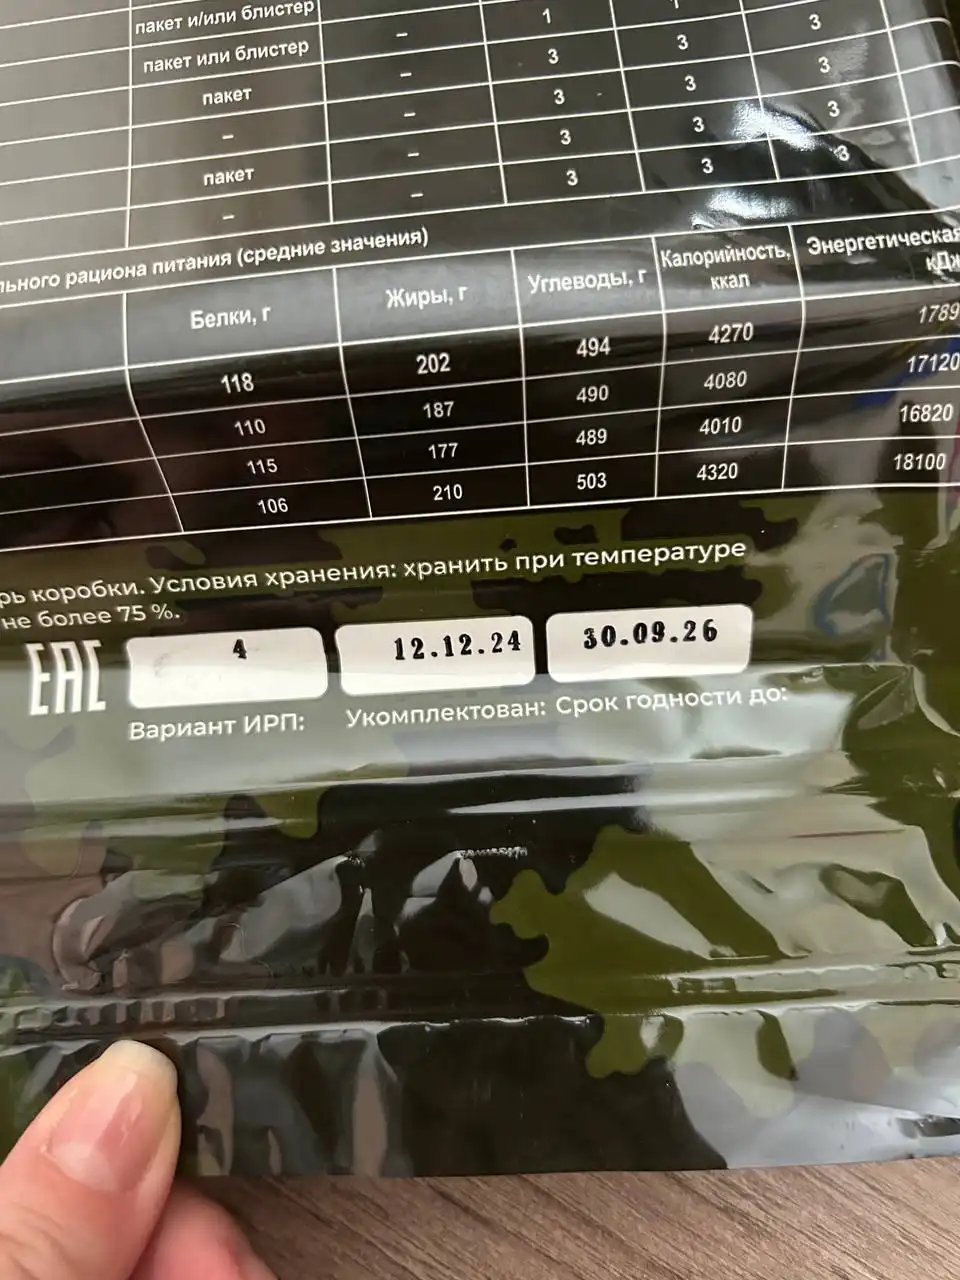 пакет и/или блистер – 1 1 3
пакет или блистер – 3 3 3
пакет – 3 3 3
– – 3 3 3
пакет – 3 3 3
– –
льного рациона питания (средние значения)
Белки, г Жиры, г Углеводы, г Калорийность, ккал Энергетическая кДж
118 202 494 4270 1789
110 187 490 4080 17120
115 177 489 4010 16820
106 210 503 4320 18100
рь коробки. Условия хранения: хранить при температуре
не более 75 %.
EAC 4 12.12.24 30.09.26
Вариант ИРП: Укомплектован: Срок годности до: